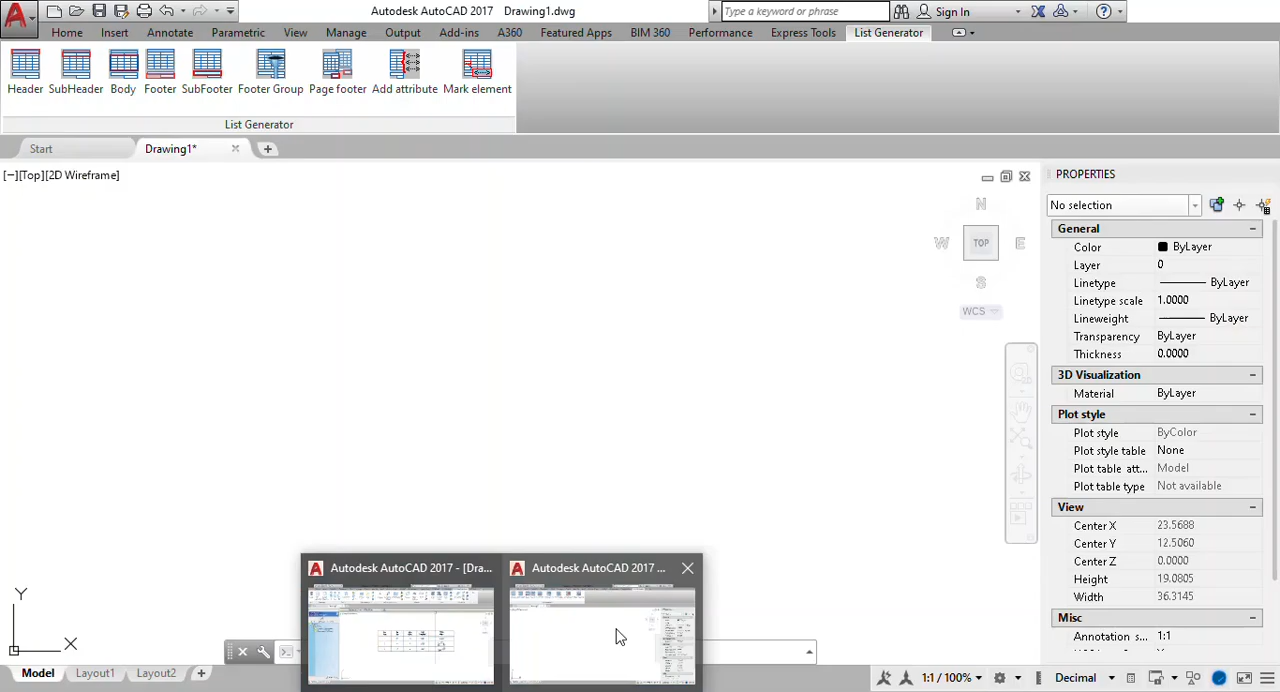 Autodesk AutoCAD 2017 Drawing1.dwg
Type a keyword or phrase
Sign In
Home Insert Annotate Parametric View Manage Output Add-ins A360 Featured Apps BIM 360 Performance Express Tools List Generator
Header SubHeader Body Footer SubFooter Footer Group Page footer Add attribute Mark element
List Generator
Start Drawing1*
[−][Top][2D Wireframe]
N
W TOP E
S
WCS
PROPERTIES
No selection
General
Color ByLayer
Layer 0
Linetype ByLayer
Linetype scale 1.0000
Lineweight ByLayer
Transparency ByLayer
Thickness 0.0000
3D Visualization
Material ByLayer
Plot style
Plot style ByColor
Plot style table None
Plot table att... Model
Plot table type Not available
View
Center X 23.5688
Center Y 12.5060
Center Z 0.0000
Height 19.0805
Width 36.3145
Misc
Annotation s... 1:1
Autodesk AutoCAD 2017 - [Dra...
Autodesk AutoCAD 2017 ...
Y
X
Model Layout1 Layout2
1:1 / 100% Decimal